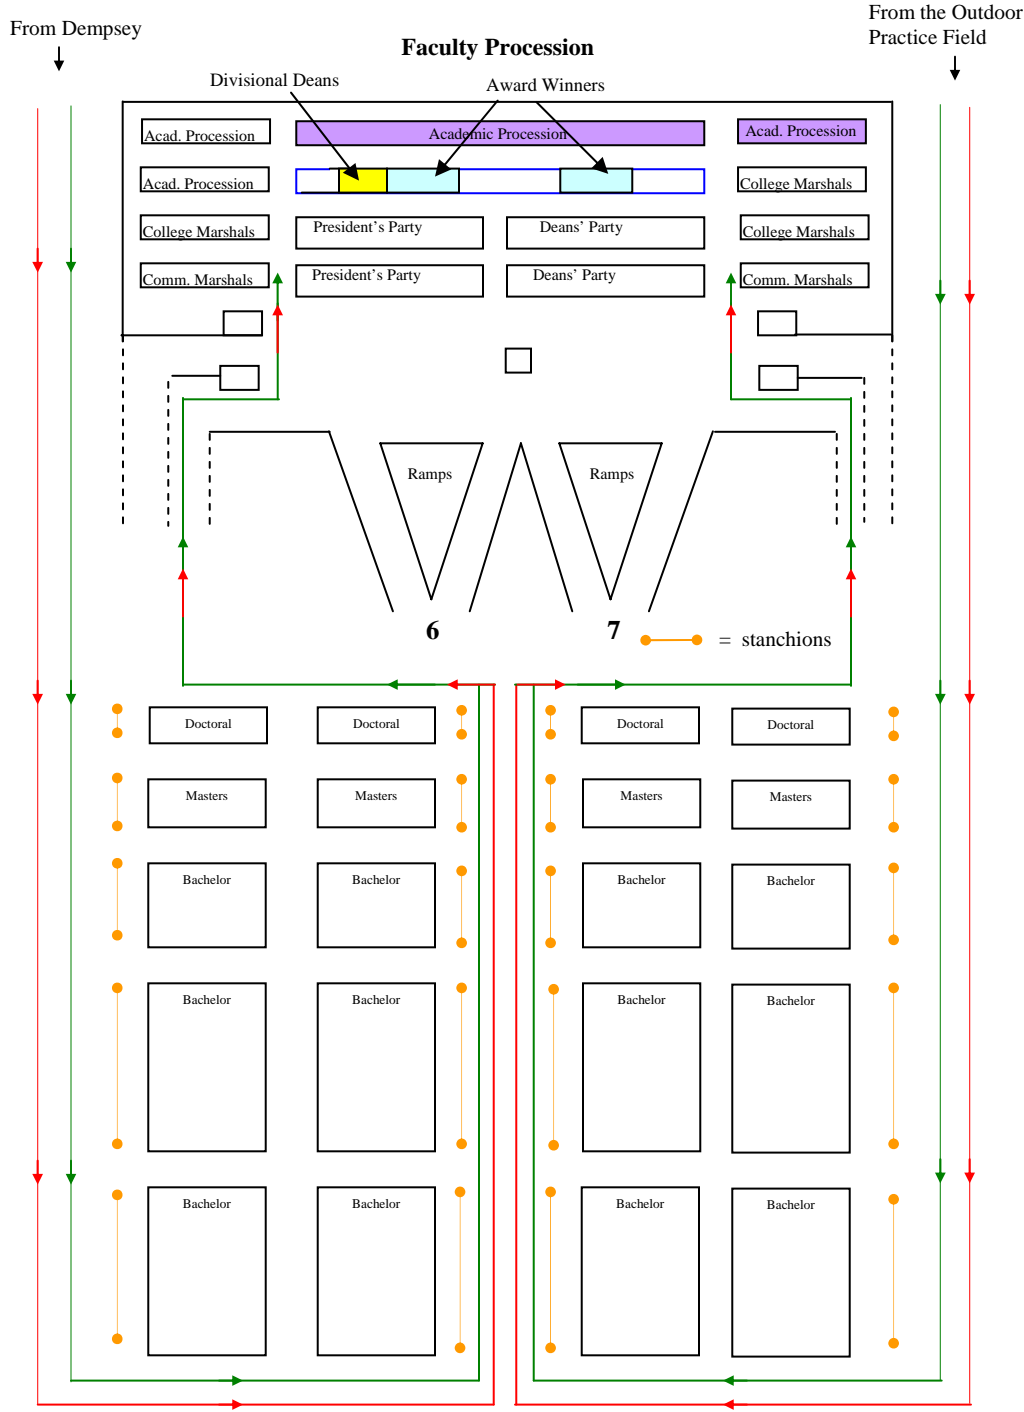 From Dempsey
From the Outdoor
Practice Field
Faculty Procession
Divisional Deans
Award Winners
Acad. Procession
Academic Procession
Acad. Procession
Acad. Procession
College Marshals
College Marshals
President's Party
Deans' Party
College Marshals
Comm. Marshals
President's Party
Deans' Party
Comm. Marshals
Ramps
Ramps
6
7
= stanchions
Doctoral
Doctoral
Doctoral
Doctoral
Masters
Masters
Masters
Masters
Bachelor
Bachelor
Bachelor
Bachelor
Bachelor
Bachelor
Bachelor
Bachelor
Bachelor
Bachelor
Bachelor
Bachelor